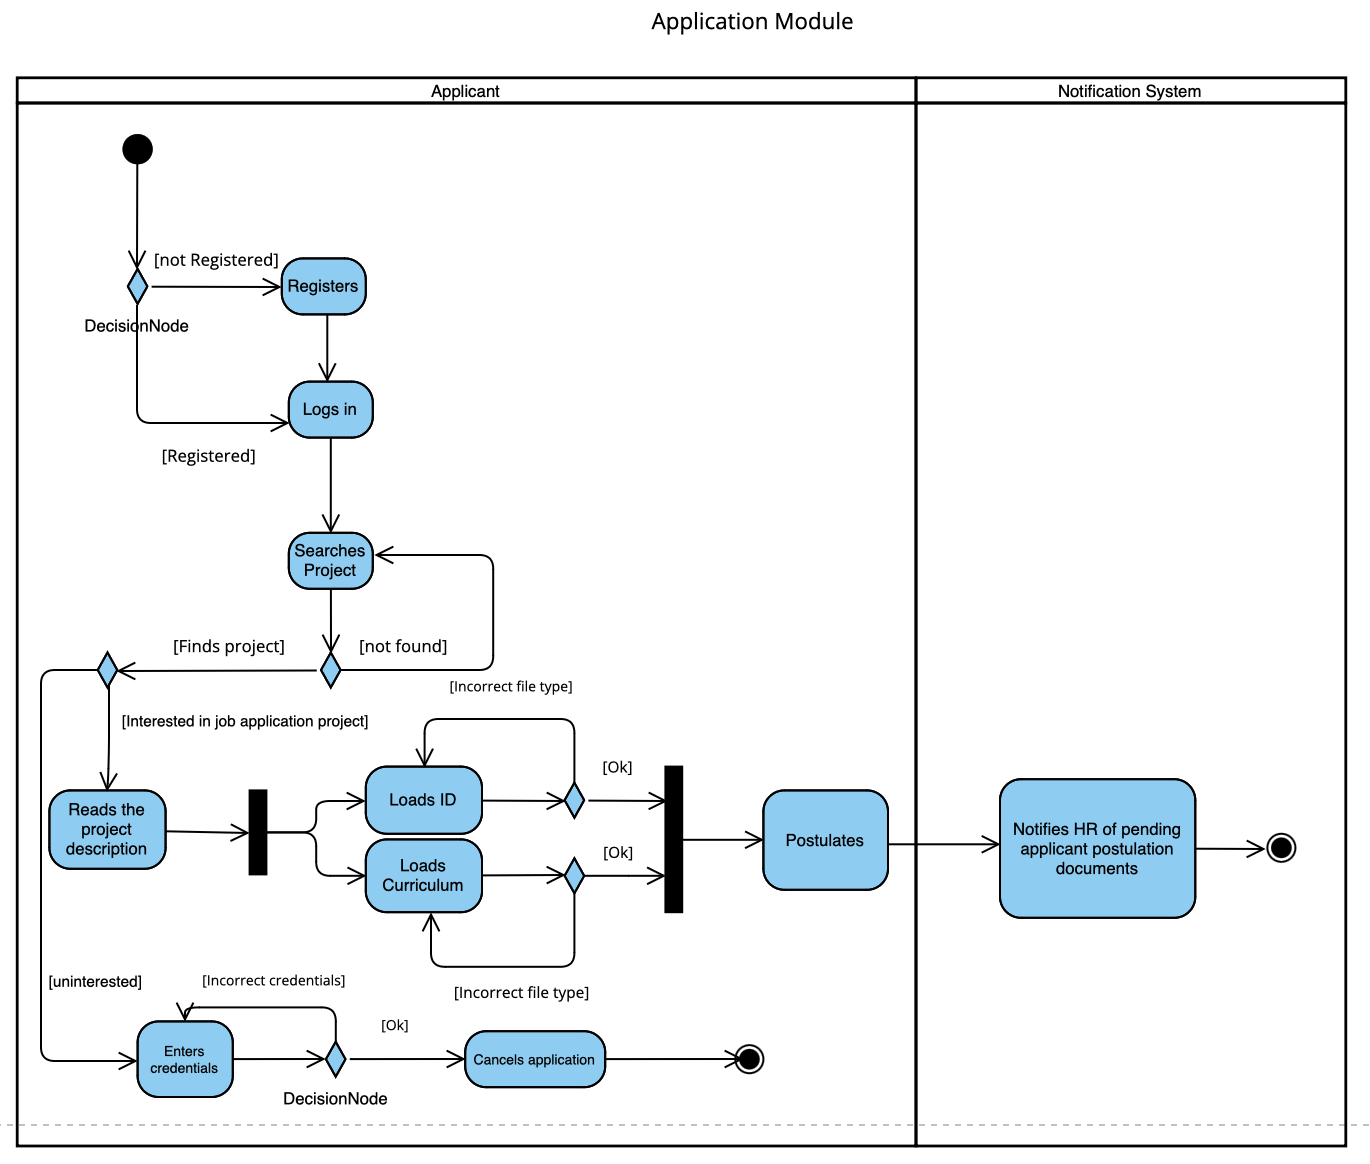 Application Module
Applicant
Notification System
[not Registered]
Registers
DecisionNode
Logs in
[Registered]
Searches
Project
[Finds project]
[not found]
[Incorrect file type]
[Interested in job application project]
[Ok]
Loads ID
Reads the
project
description
Postulates
Notifies HR of pending
applicant postulation
documents
[Ok]
Loads
Curriculum
[uninterested]
[Incorrect credentials]
[Incorrect file type]
[Ok]
Enters
credentials
Cancels application
DecisionNode